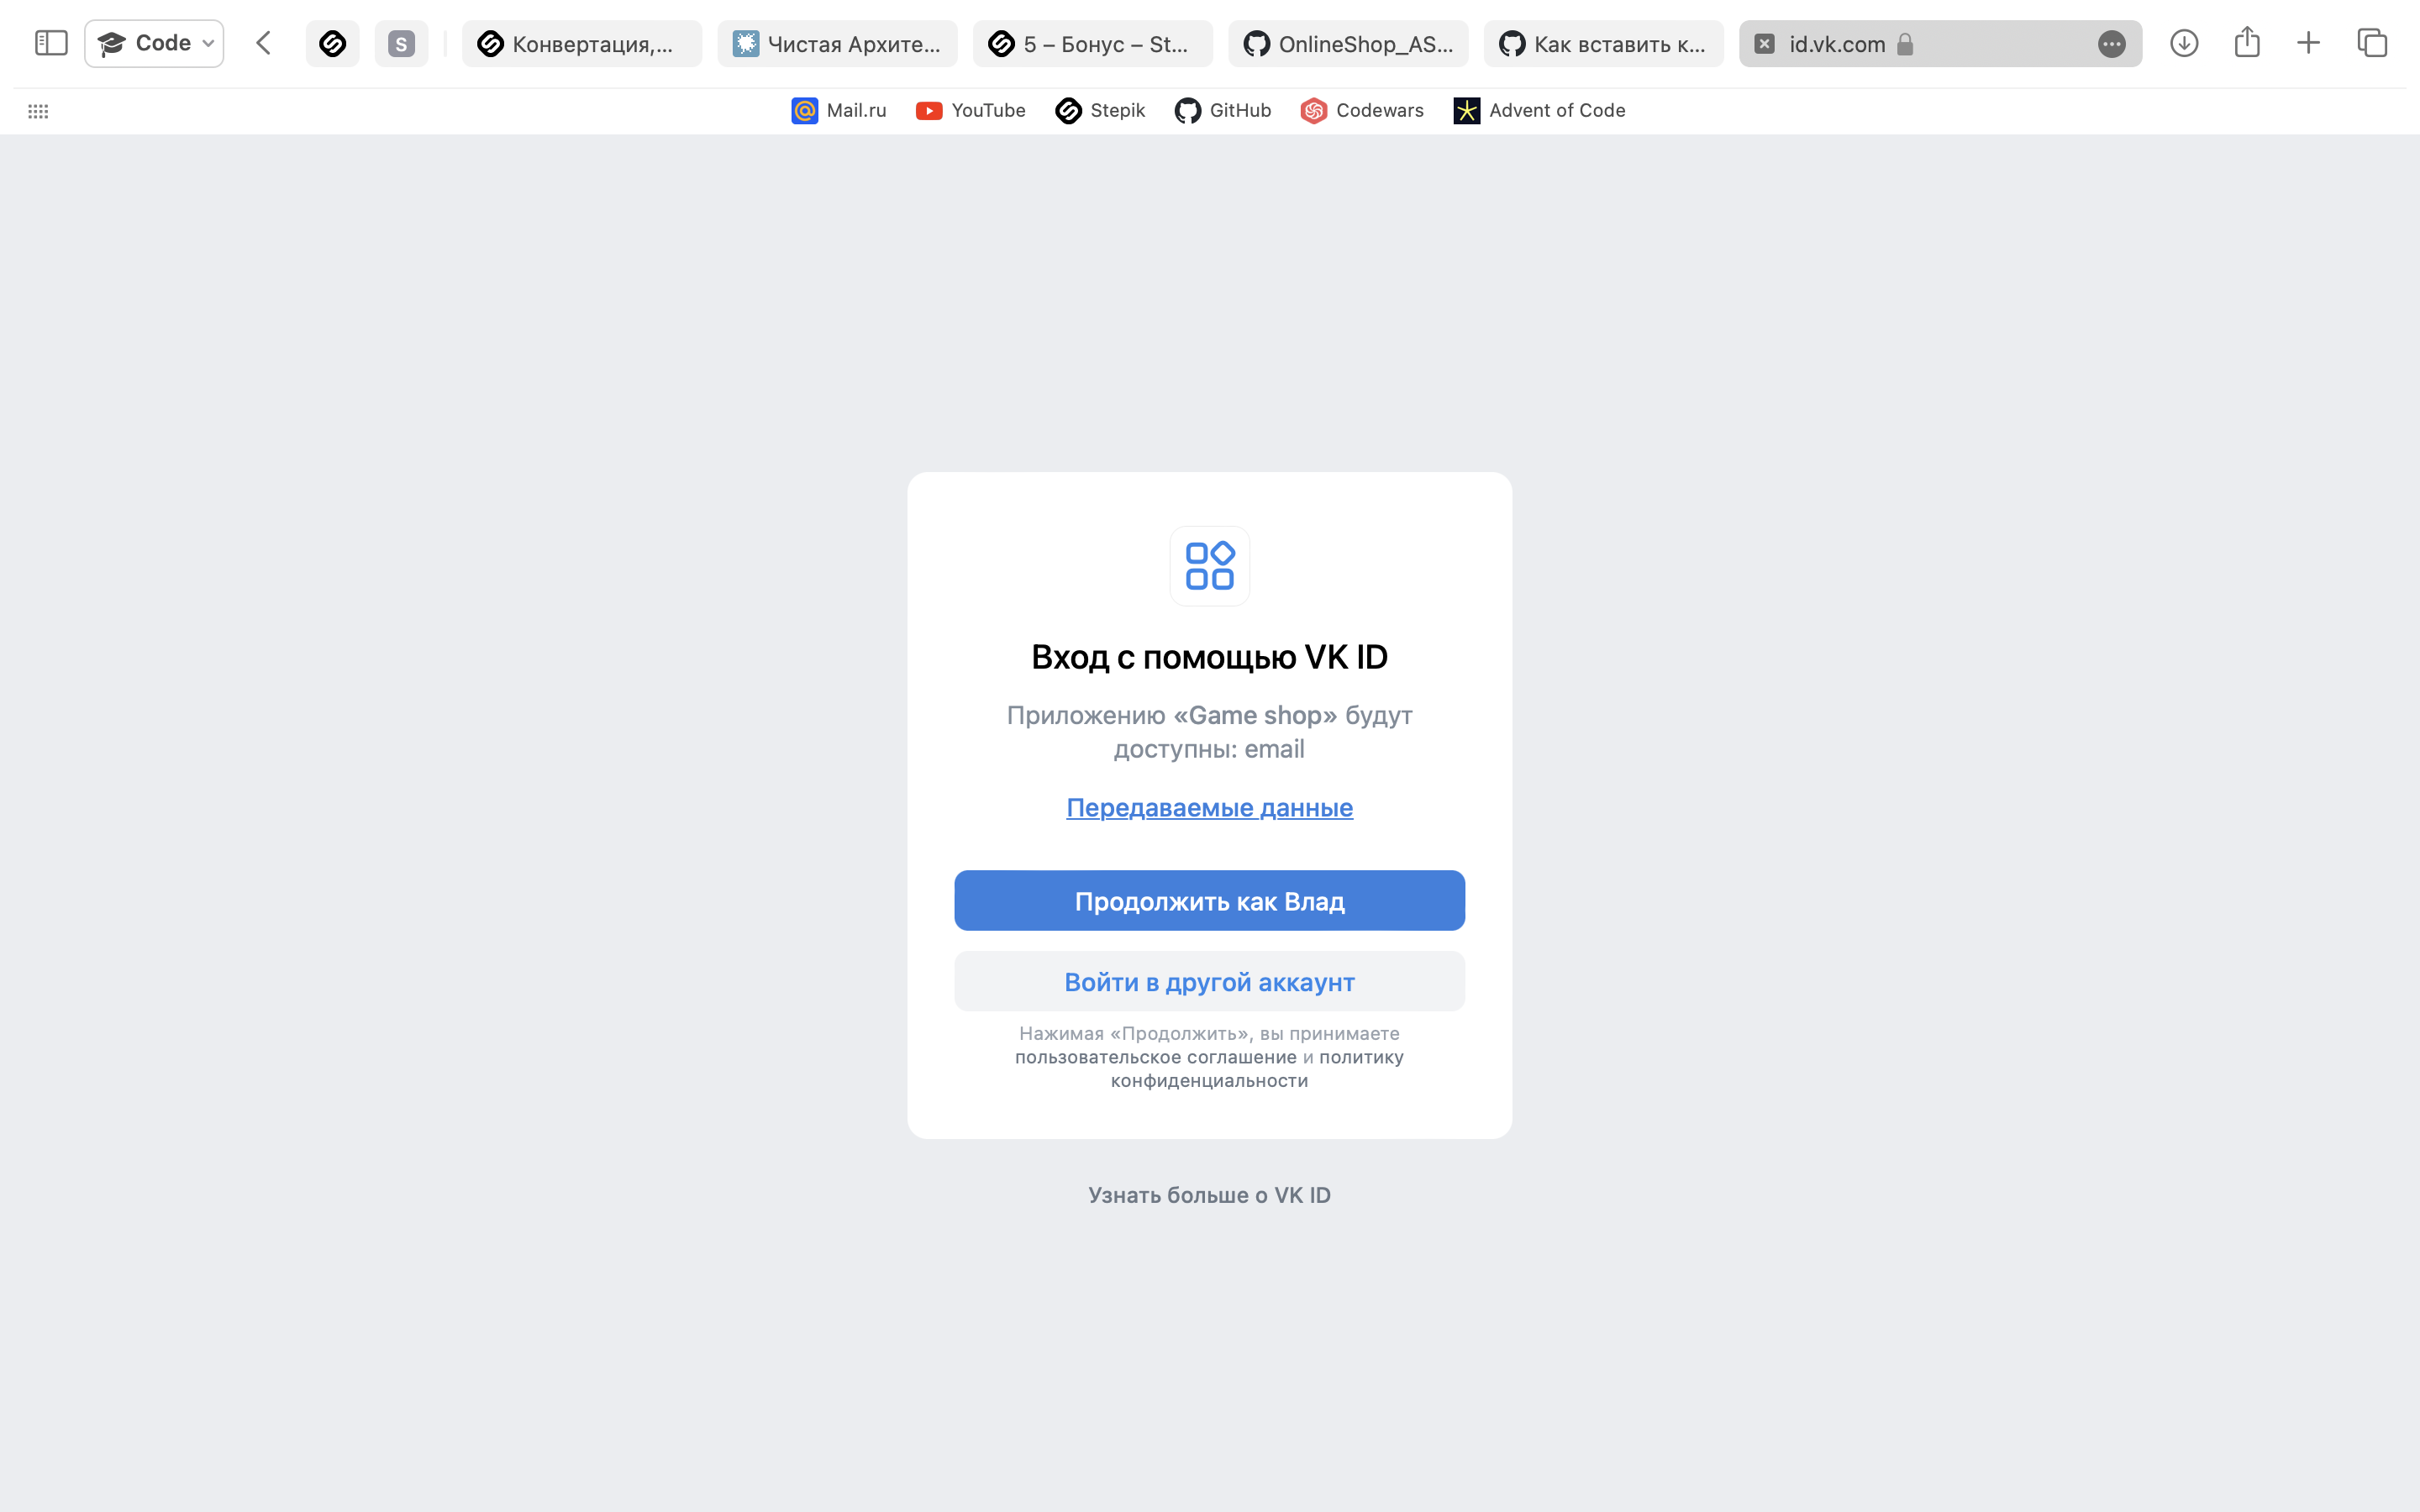 Code
S
Конвертация,...
Чистая Архите...
5 – Бонус – St...
OnlineShop_AS...
Как вставить к...
id.vk.com
Mail.ru
YouTube
Stepik
GitHub
Codewars
Advent of Code
Вход с помощью VK ID
Приложению «Game shop» будут
доступны: email
Передаваемые данные
Продолжить как Влад
Войти в другой аккаунт
Нажимая «Продолжить», вы принимаете
пользовательское соглашение и политику
конфиденциальности
Узнать больше о VK ID